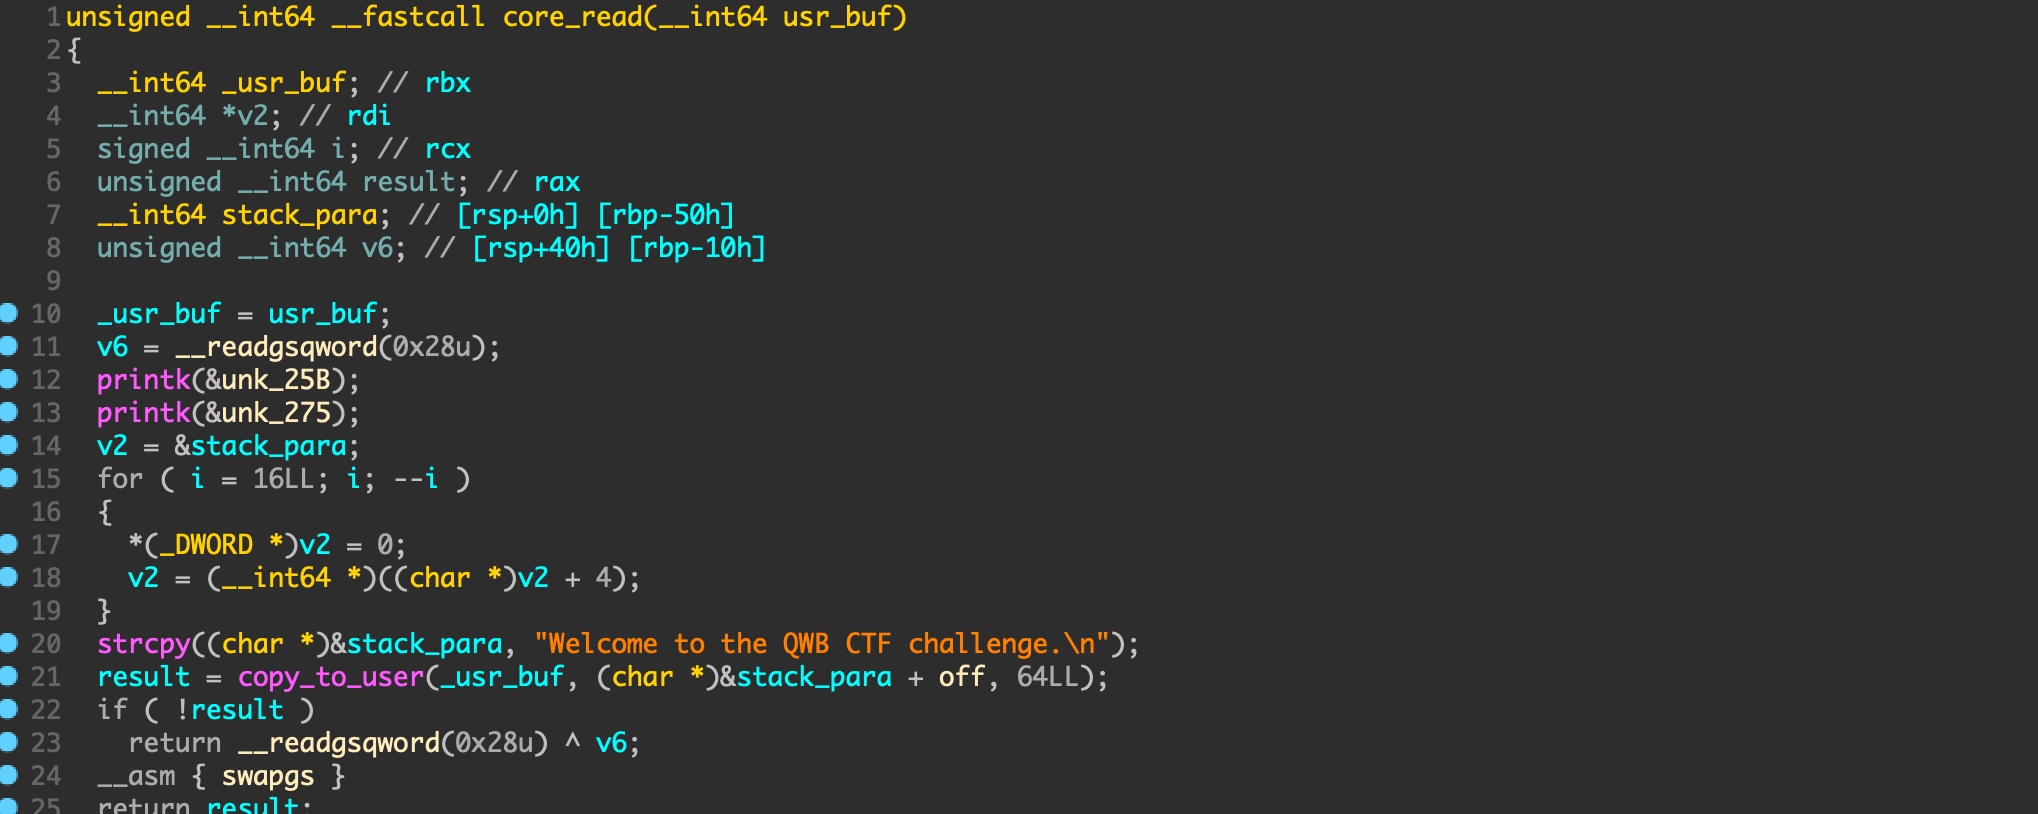 1 unsigned __int64 __fastcall core_read(__int64 usr_buf)
2 {
3 __int64 _usr_buf; // rbx
4 __int64 *v2; // rdi
5 signed __int64 i; // rcx
6 unsigned __int64 result; // rax
7 __int64 stack_para; // [rsp+0h] [rbp-50h]
8 unsigned __int64 v6; // [rsp+40h] [rbp-10h]
9
10 _usr_buf = usr_buf;
11 v6 = __readgsqword(0x28u);
12 printk(&unk_25B);
13 printk(&unk_275);
14 v2 = &stack_para;
15 for ( i = 16LL; i; --i )
16 {
17 *(_DWORD *)v2 = 0;
18 v2 = (__int64 *)((char *)v2 + 4);
19 }
20 strcpy((char *)&stack_para, "Welcome to the QWB CTF challenge.\n");
21 result = copy_to_user(_usr_buf, (char *)&stack_para + off, 64LL);
22 if ( !result )
23 return __readgsqword(0x28u) ^ v6;
24 __asm { swapgs }
25 return result;